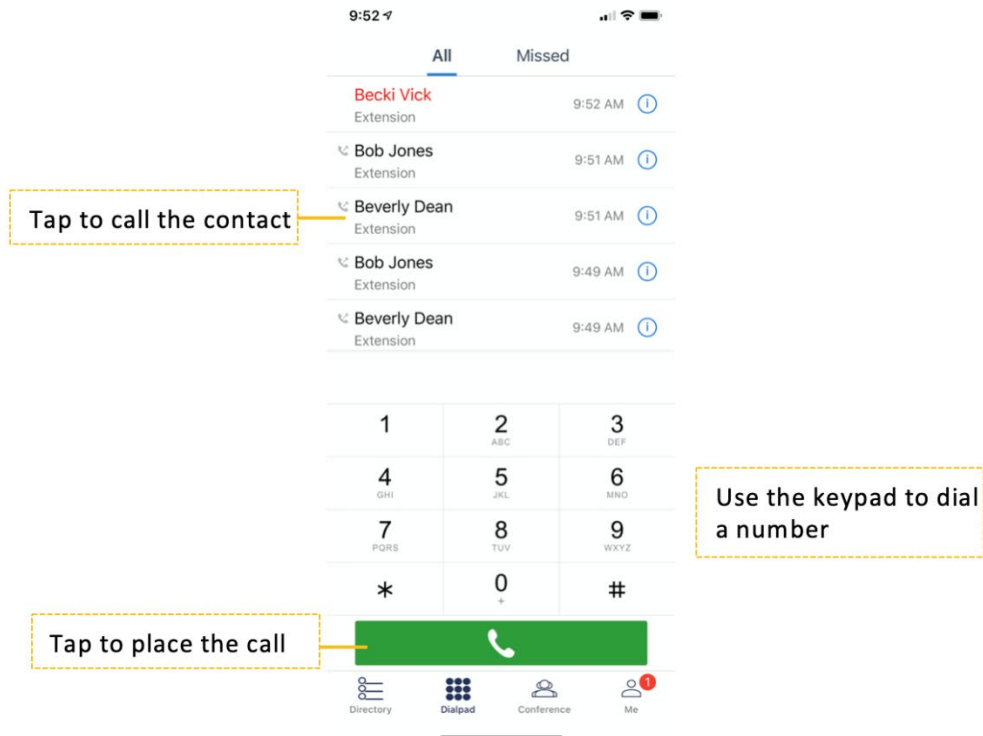 9:52
All Missed
Becki Vick
9:52 AM i
Extension
Bob Jones
9:51 AM i
Extension
Tap to call the contact
Beverly Dean
9:51 AM i
Extension
Bob Jones
9:49 AM i
Extension
Beverly Dean
9:49 AM i
Extension
1 2 3
ABC DEF
4 5 6
GHI JKL MNO
Use the keypad to dial
a number
7 8 9
PQRS TUV WXYZ
* 0 #
+
Tap to place the call
1
Directory Dialpad Conference Me